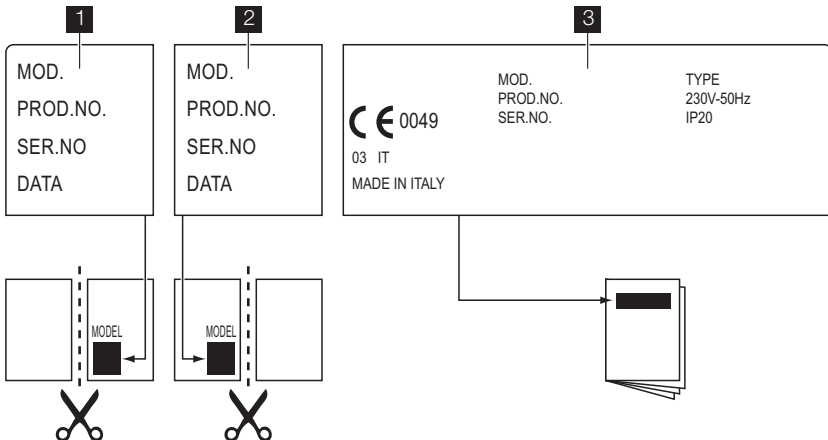 1
MOD.
PROD.NO.
SER.NO
DATA
2
MOD.
PROD.NO.
SER.NO
DATA
3
CE 0049
03 IT
MADE IN ITALY
MOD.
PROD.NO.
SER.NO.
TYPE
230V-50Hz
IP20
MODEL
MODEL